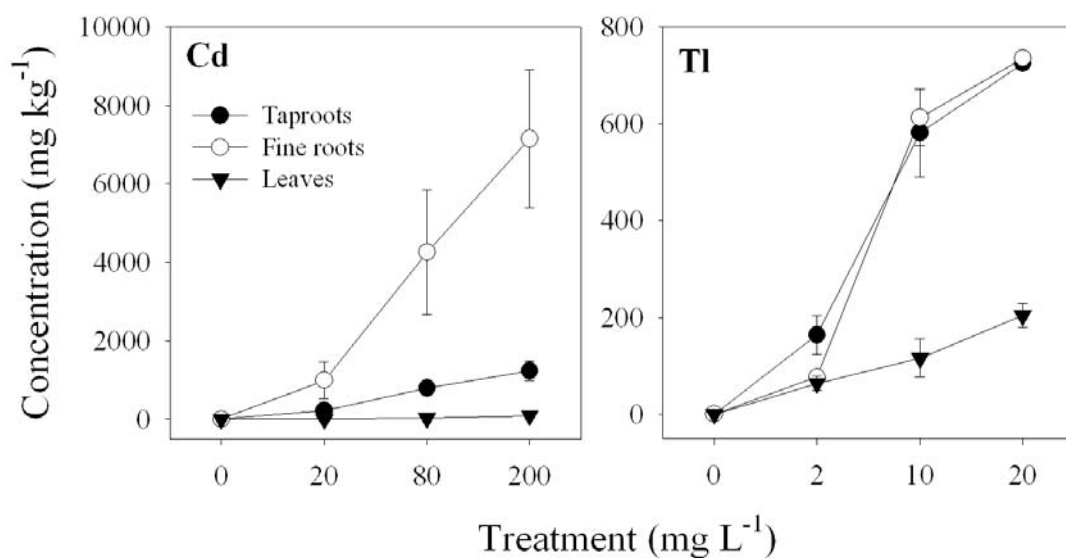 Concentration (mg kg⁻¹)
Cd
10000
8000
6000
4000
2000
0
Taproots
Fine roots
Leaves
0 20 80 200
Tl
800
600
400
200
0
0 2 10 20
Treatment (mg L⁻¹)